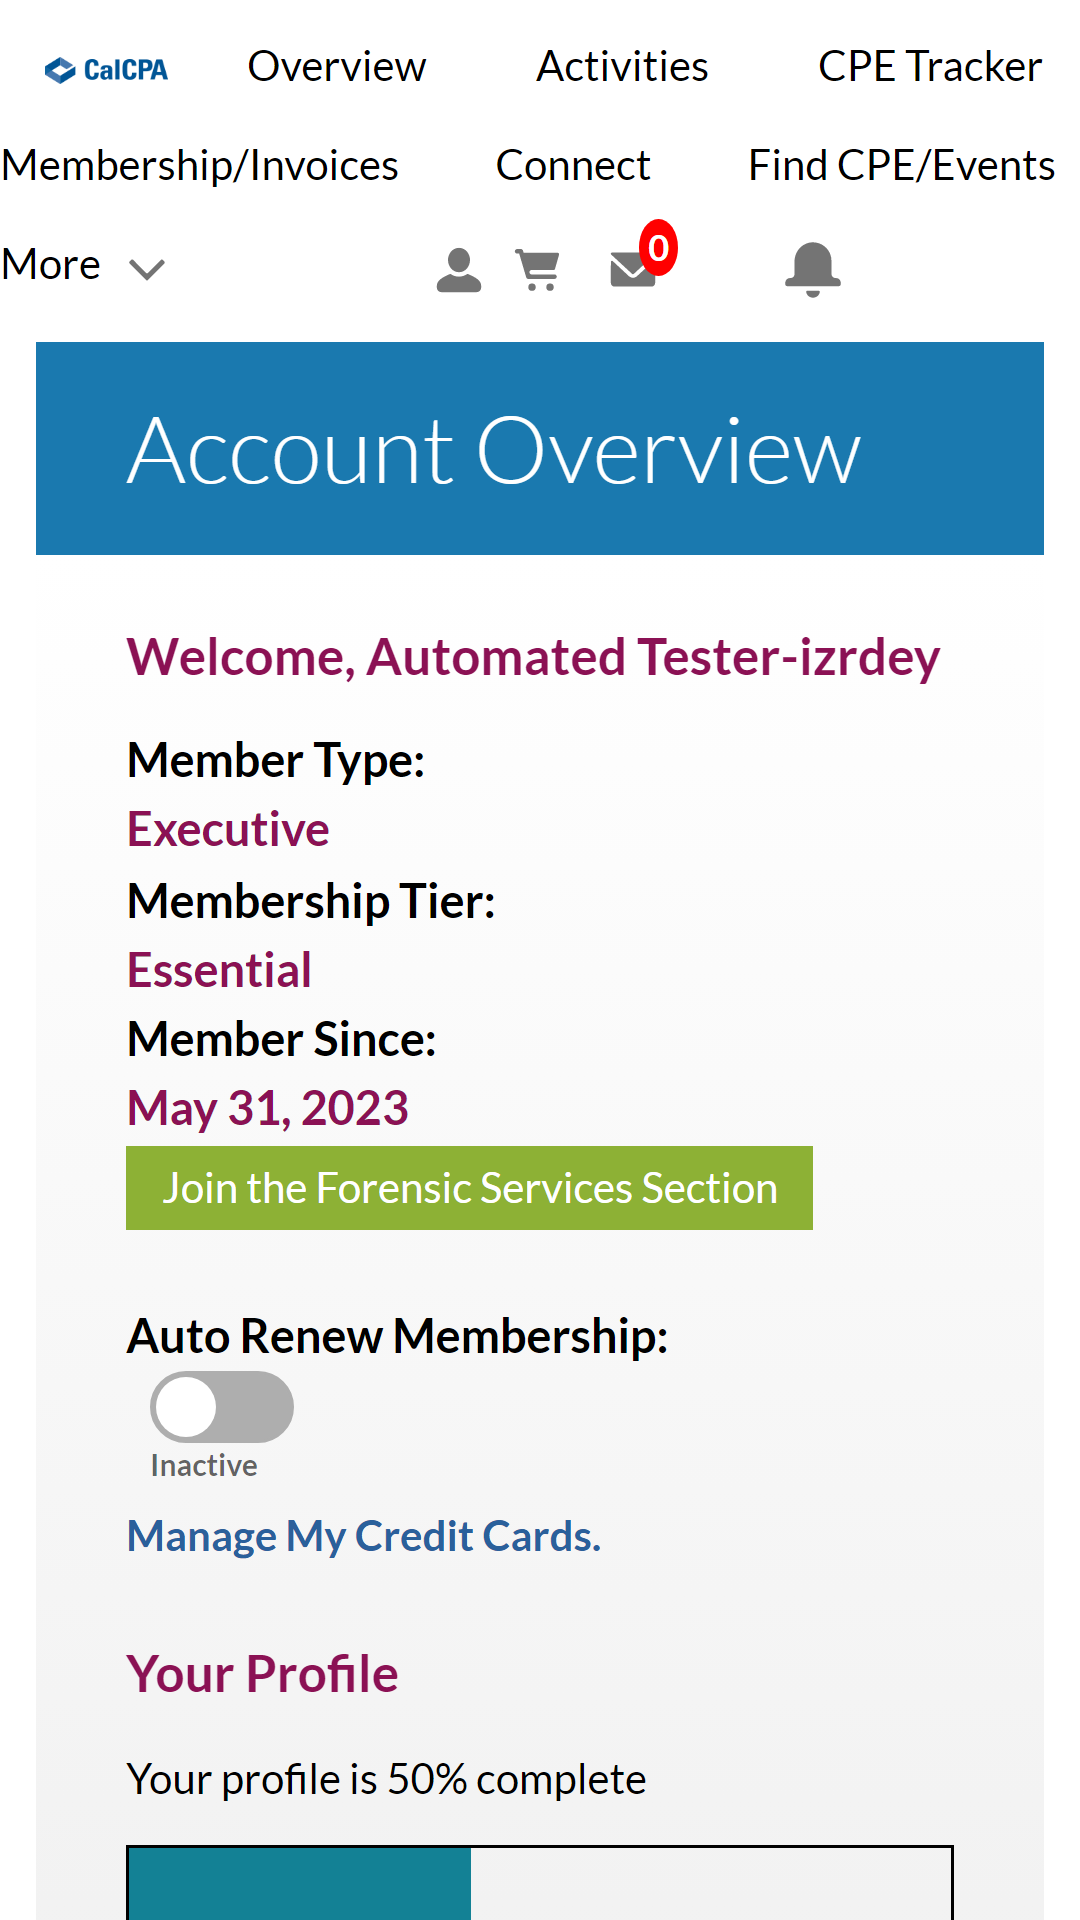 CalCPA Overview Activities CPE Tracker
Membership/Invoices Connect Find CPE/Events
More 0
Account Overview
Welcome, Automated Tester-izrdey
Member Type:
Executive
Membership Tier:
Essential
Member Since:
May 31, 2023
Join the Forensic Services Section
Auto Renew Membership:
Inactive
Manage My Credit Cards.
Your Profile
Your profile is 50% complete